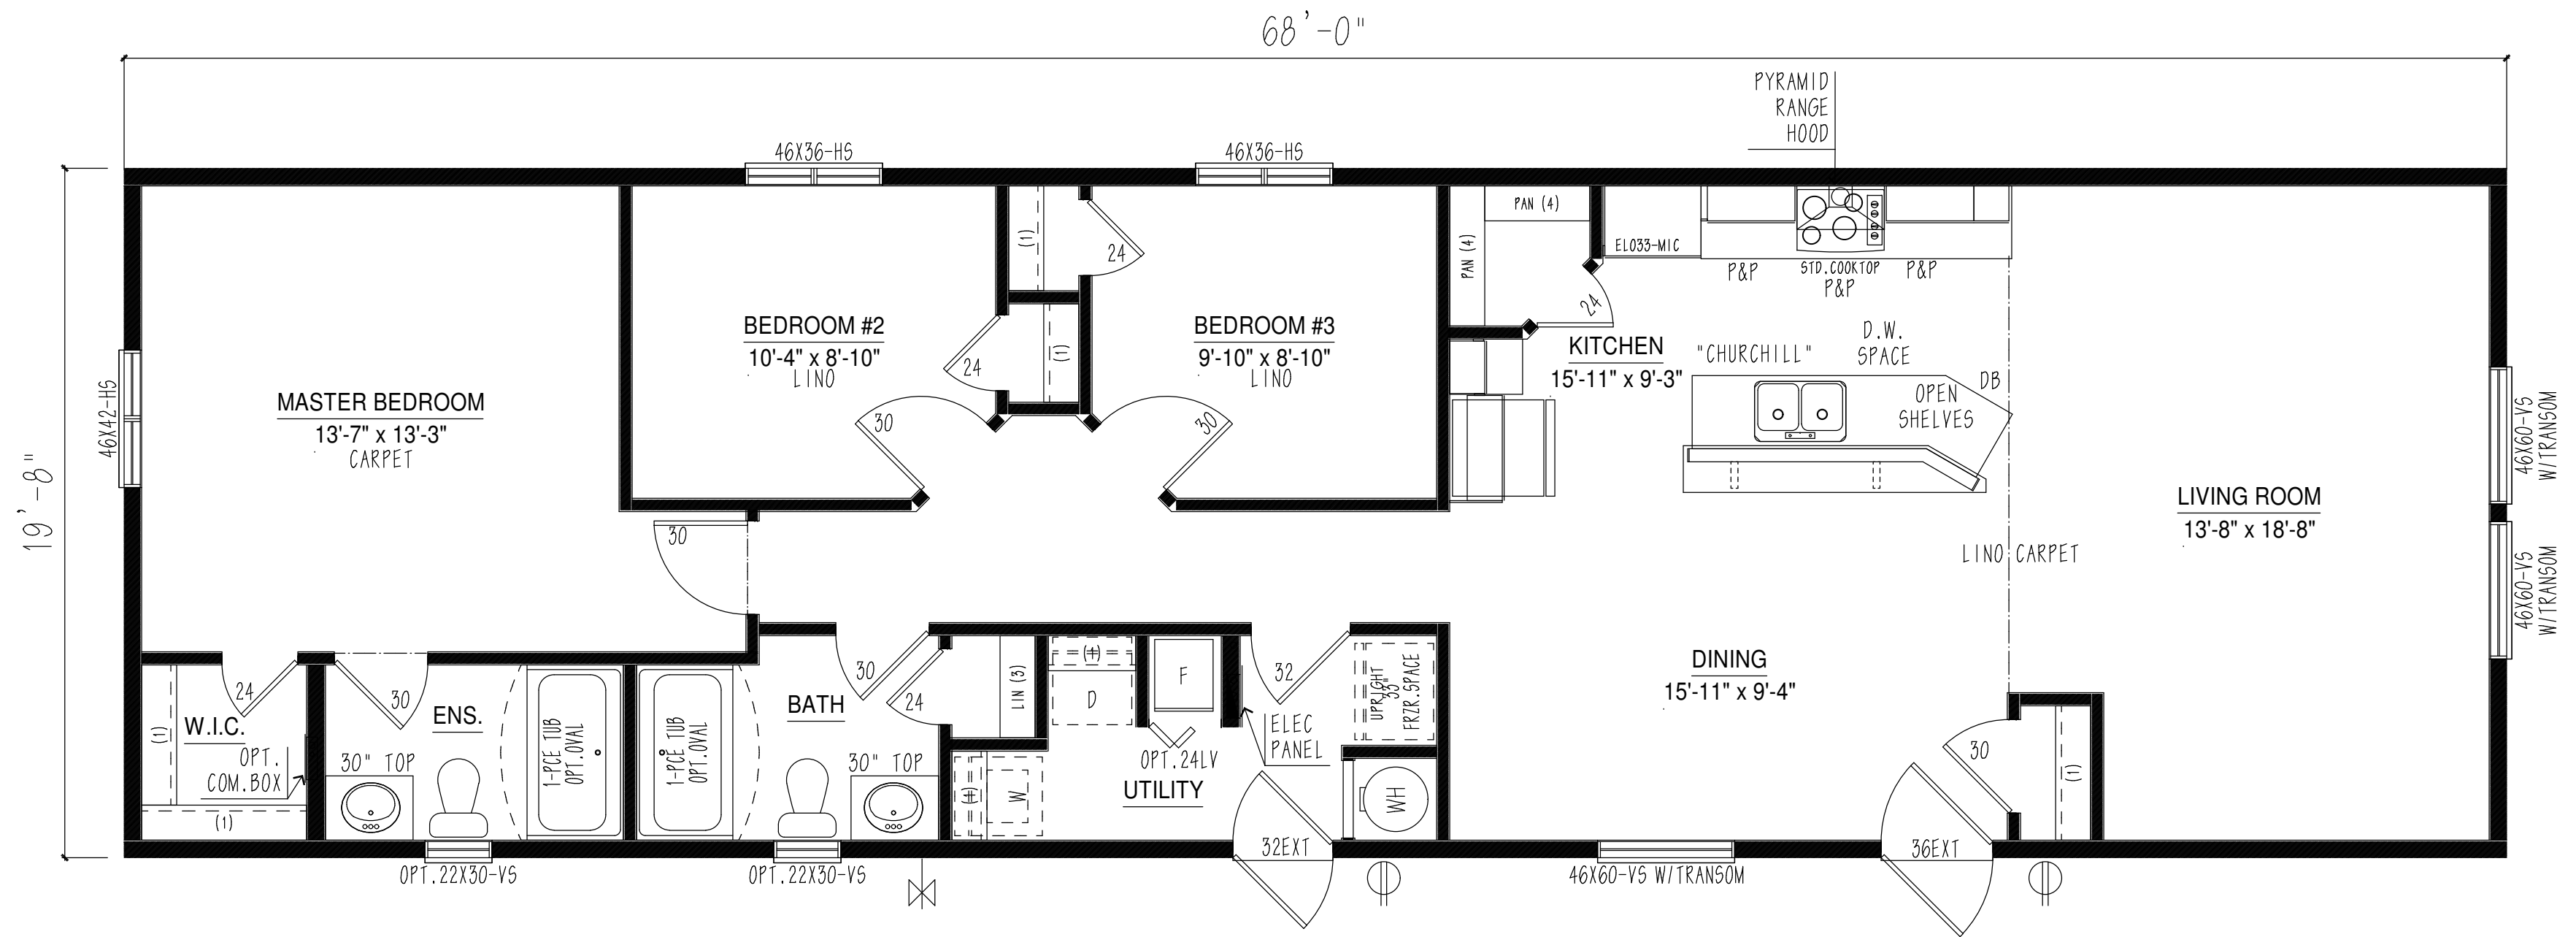 68'-0"
PYRAMID
RANGE
HOOD
46X36-HS
46X36-HS
19'-8"
46X42-HS
MASTER BEDROOM
13'-7" x 13'-3"
CARPET
BEDROOM #2
10'-4" x 8'-10"
LINO
(1)
24
(1)
24
30
BEDROOM #3
9'-10" x 8'-10"
LINO
30
PAN (4)
PAN (4)
24
EL033-MIC
P&P
STD.COOKTOP
P&P
P&P
KITCHEN
15'-11" x 9'-3"
"CHURCHILL"
D.W.
SPACE
DB
OPEN
SHELVES
LIVING ROOM
13'-8" x 18'-8"
46X60-VS
W/TRANSOM
46X60-VS
W/TRANSOM
LINO CARPET
30
24
W.I.C.
(1)
(1)
OPT.
COM.BOX
30
ENS.
30" TOP
1-PCE TUB
OPT.OVAL
1-PCE TUB
OPT.OVAL
BATH
30
30" TOP
24
LIN (3)
(1)
D
F
OPT.24LV
(1)
W
UTILITY
ELEC
PANEL
32
UPRIGHT
33"
FRZR.SPACE
WH
DINING
15'-11" x 9'-4"
30
(1)
OPT.22X30-VS
OPT.22X30-VS
32EXT
46X60-VS W/TRANSOM
36EXT